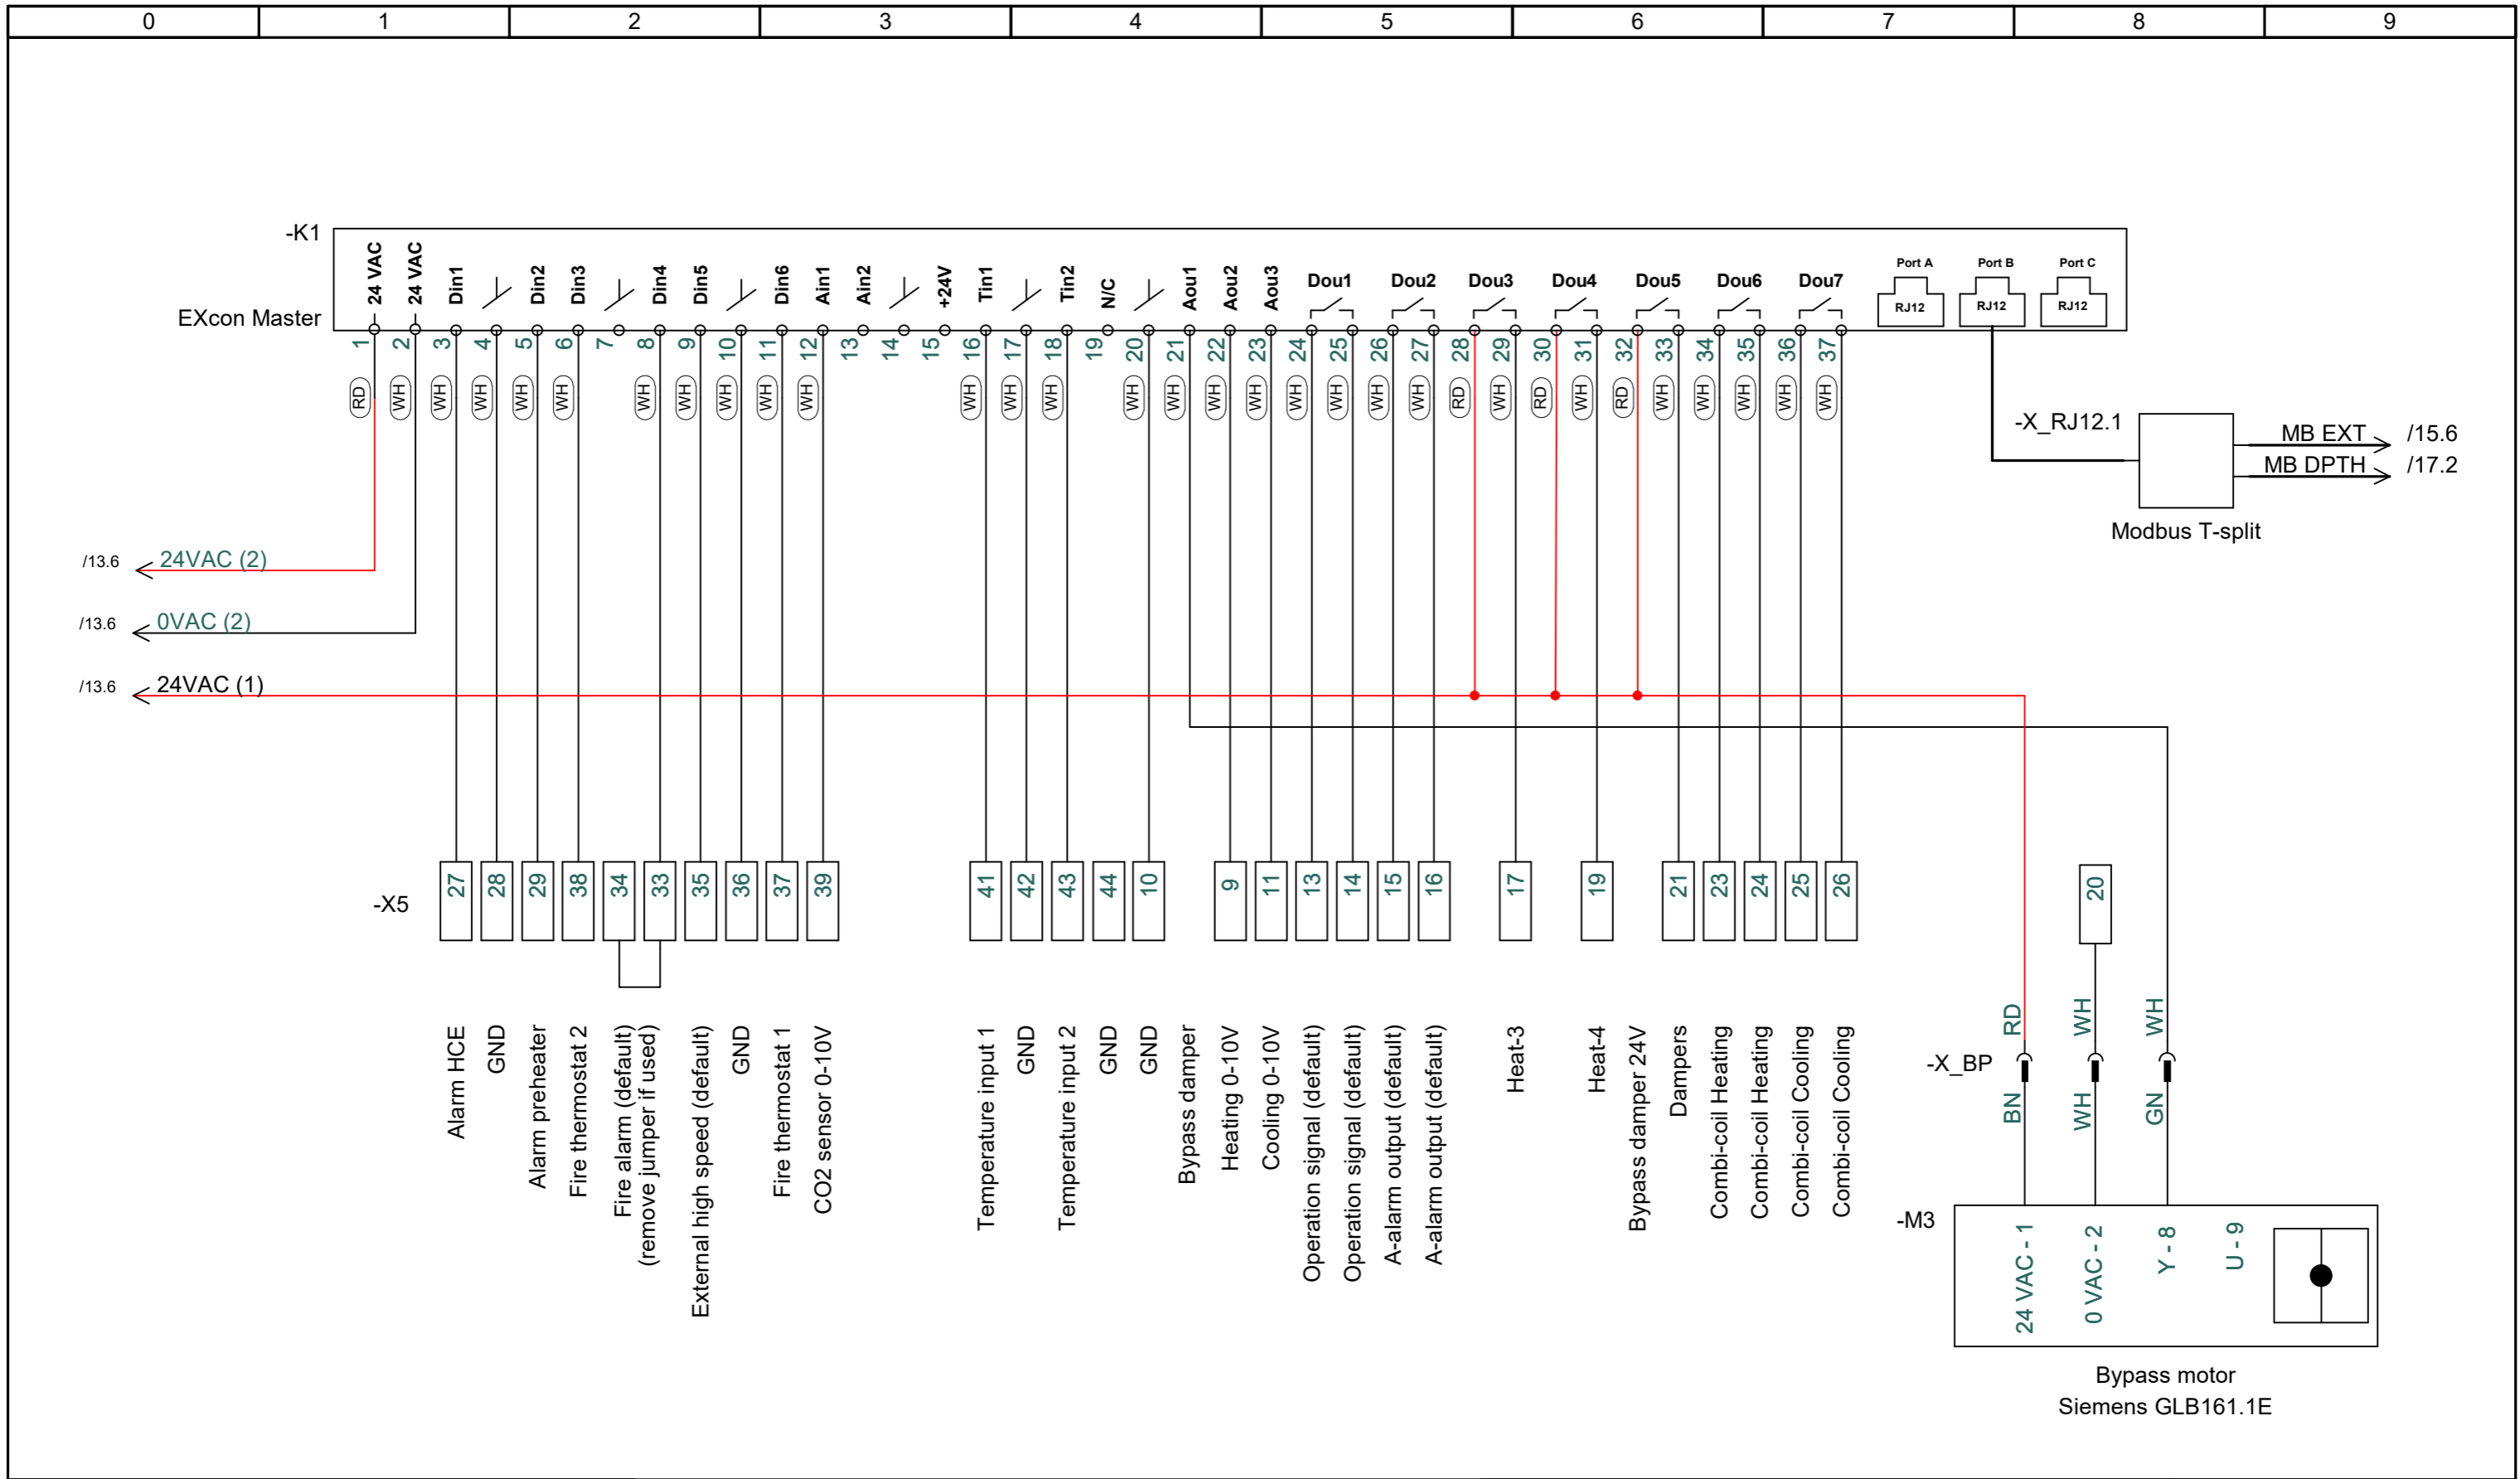 0 1 2 3 4 5 6 7 8 9
-K1
EXcon Master
24 VAC
24 VAC
Din1
Din2
Din3
Din4
Din5
Din6
Ain1
Ain2
+24V
Tin1
Tin2
N/C
Aou1
Aou2
Aou3
Dou1
Dou2
Dou3
Dou4
Dou5
Dou6
Dou7
Port A
RJ12
Port B
RJ12
Port C
RJ12
1 2 3 4 5 6 7 8 9 10 11 12 13 14 15 16 17 18 19 20 21 22 23 24 25 26 27 28 29 30 31 32 33 34 35 36 37
RD WH WH WH WH WH WH WH WH WH WH WH WH WH WH WH WH WH WH WH RD WH RD WH RD WH WH WH WH WH
-X_RJ12.1
MB EXT /15.6
MB DPTH /17.2
Modbus T-split
/13.6 24VAC (2)
/13.6 0VAC (2)
/13.6 24VAC (1)
-X5
27 28 29 38 34 33 35 36 37 39 41 42 43 44 10 9 11 13 14 15 16 17 19 21 23 24 25 26 20
Alarm HCE
GND
Alarm preheater
Fire thermostat 2
Fire alarm (default)
(remove jumper if used)
External high speed (default)
GND
Fire thermostat 1
CO2 sensor 0-10V
Temperature input 1
GND
Temperature input 2
GND
GND
Bypass damper
Heating 0-10V
Cooling 0-10V
Operation signal (default)
Operation signal (default)
A-alarm output (default)
A-alarm output (default)
Heat-3
Heat-4
Bypass damper 24V
Dampers
Combi-coil Heating
Combi-coil Heating
Combi-coil Cooling
Combi-coil Cooling
RD WH WH
-X_BP
BN WH GN
-M3
24 VAC - 1
0 VAC - 2
Y - 8
U - 9
Bypass motor
Siemens GLB161.1E